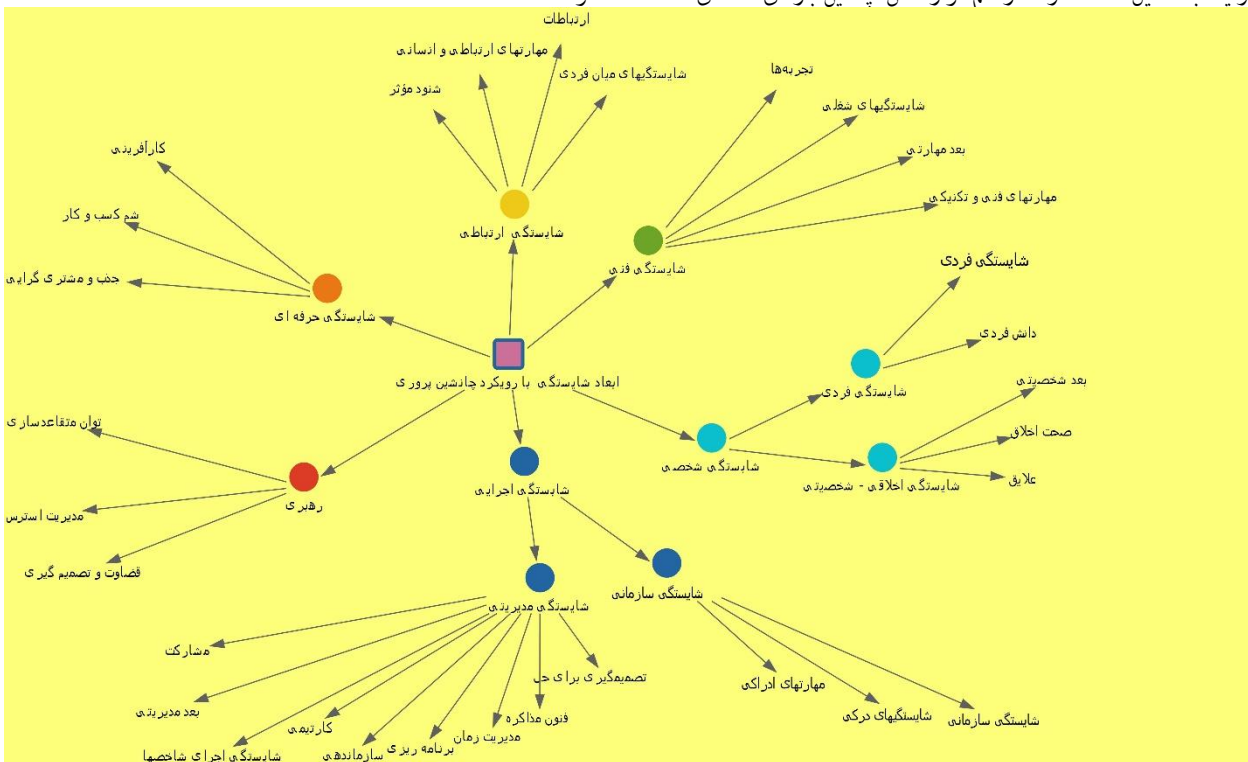 ارتباطات
مهارتهای ارتباطی و انسانی
شایستگیهای میان فردی
شنود مؤثر
تجربه‌ها
شایستگیهای شغلی
بعد مهارتی
مهارتهای فنی و تکنیکی
کارآفرینی
شم کسب و کار
جذب و مشتری گرایی
شایستگی ارتباطی
شایستگی فنی
شایستگی حرفه ای
شایستگی فردی
دانش فردی
شایستگی فردی
ابعاد شایستگی با رویکرد جانشین پروری
بعد شخصیتی
صحت اخلاق
علایق
شایستگی شخصی
شایستگی اخلاقی - شخصیتی
توان متقاعدسازی
رهبری
مدیریت استرس
قضاوت و تصمیم گیری
شایستگی اجرایی
شایستگی سازمانی
شایستگی مدیریتی
مشارکت
بعد مدیریتی
شایستگی اجرای شاخصها
کارتیمی
سازماندهی
برنامه ریزی
مدیریت زمان
فنون مذاکره
تصمیمگیری برای حل
مهارتهای ادراکی
شایستگیهای درکی
شایستگی سازمانی